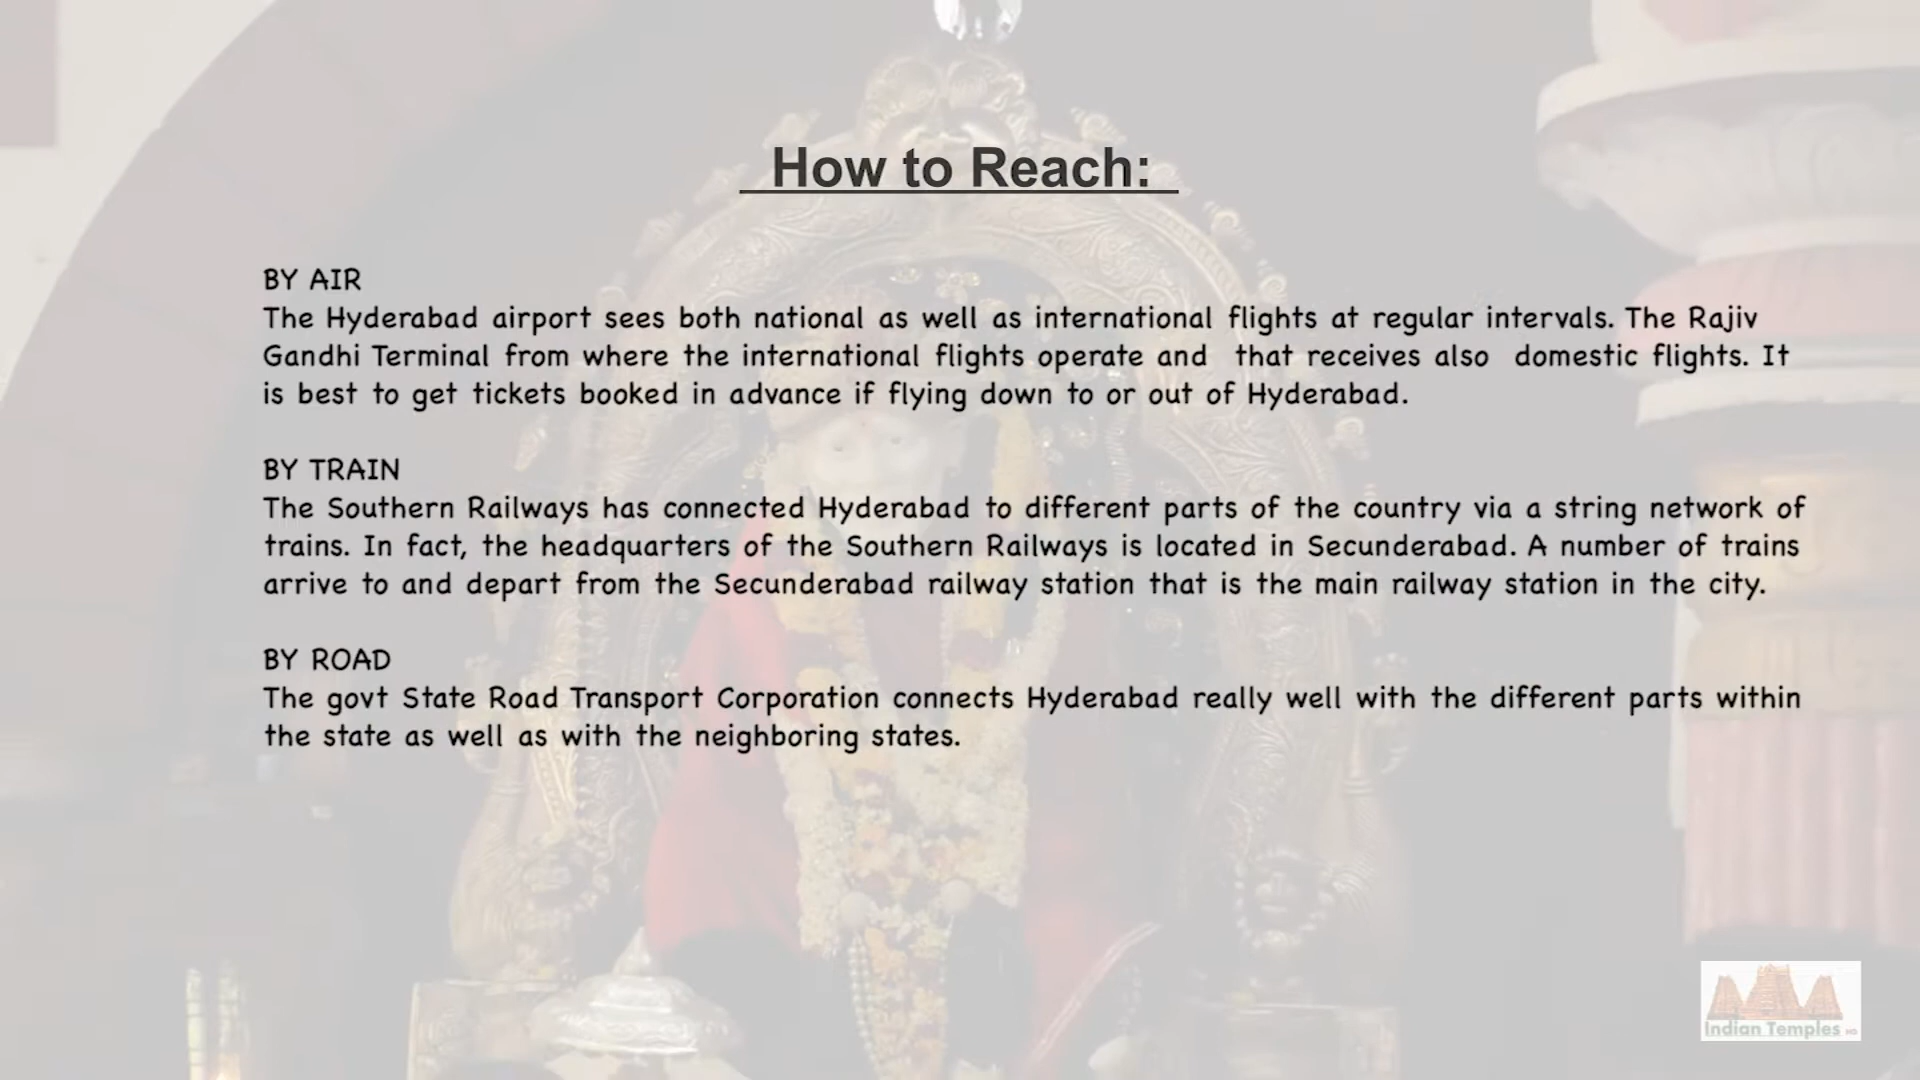 How to Reach:
BY AIR
The Hyderabad airport sees both national as well as international flights at regular intervals. The Rajiv
Gandhi Terminal from where the international flights operate and that receives also domestic flights. It
is best to get tickets booked in advance if flying down to or out of Hyderabad.
BY TRAIN
The Southern Railways has connected Hyderabad to different parts of the country via a string network of
trains. In fact, the headquarters of the Southern Railways is located in Secunderabad. A number of trains
arrive to and depart from the Secunderabad railway station that is the main railway station in the city.
BY ROAD
The govt State Road Transport Corporation connects Hyderabad really well with the different parts within
the state as well as with the neighboring states.
Indian Temples HD